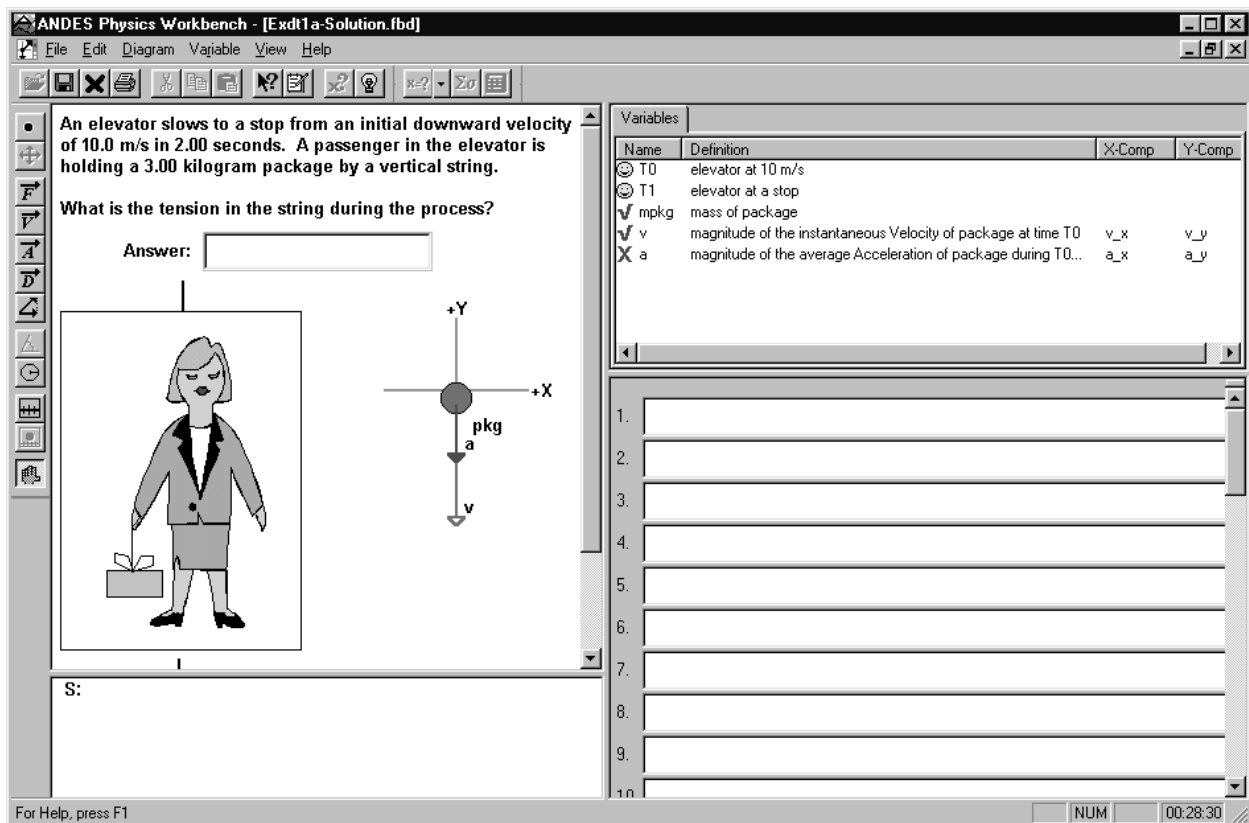 ANDES Physics Workbench - [Exdt1a-Solution.fbd]
File Edit Diagram Variable View Help
x=? Σσ
F
V
A
D
An elevator slows to a stop from an initial downward velocity
of 10.0 m/s in 2.00 seconds. A passenger in the elevator is
holding a 3.00 kilogram package by a vertical string.
What is the tension in the string during the process?
Answer:
+Y
+X
pkg
a
v
S:
Variables
Name Definition X-Comp Y-Comp
T0 elevator at 10 m/s
T1 elevator at a stop
mpkg mass of package
v magnitude of the instantaneous Velocity of package at time T0 v_x v_y
a magnitude of the average Acceleration of package during T0... a_x a_y
1.
2.
3.
4.
5.
6.
7.
8.
9.
10
For Help, press F1
NUM
00:28:30